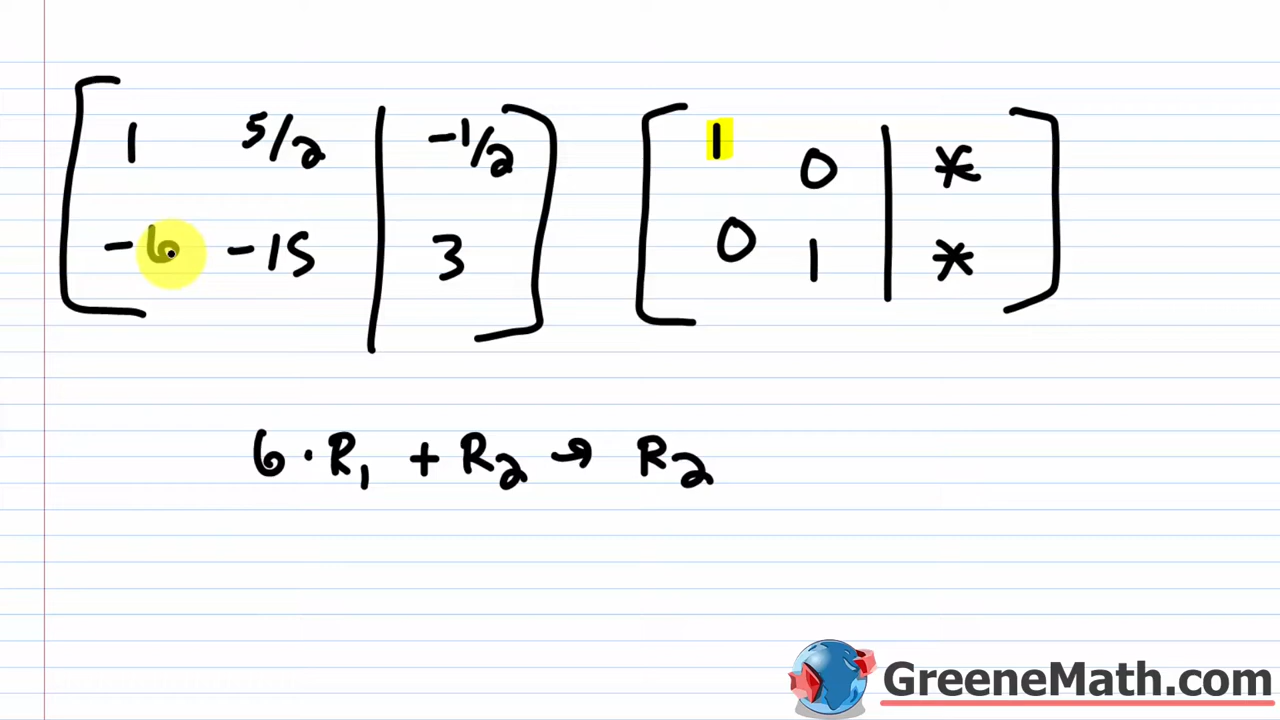 1 5/2 | -1/2 1 0 | *
-6 -15 | 3 0 1 | *
6 · R1 + R2 → R2
GreeneMath.com